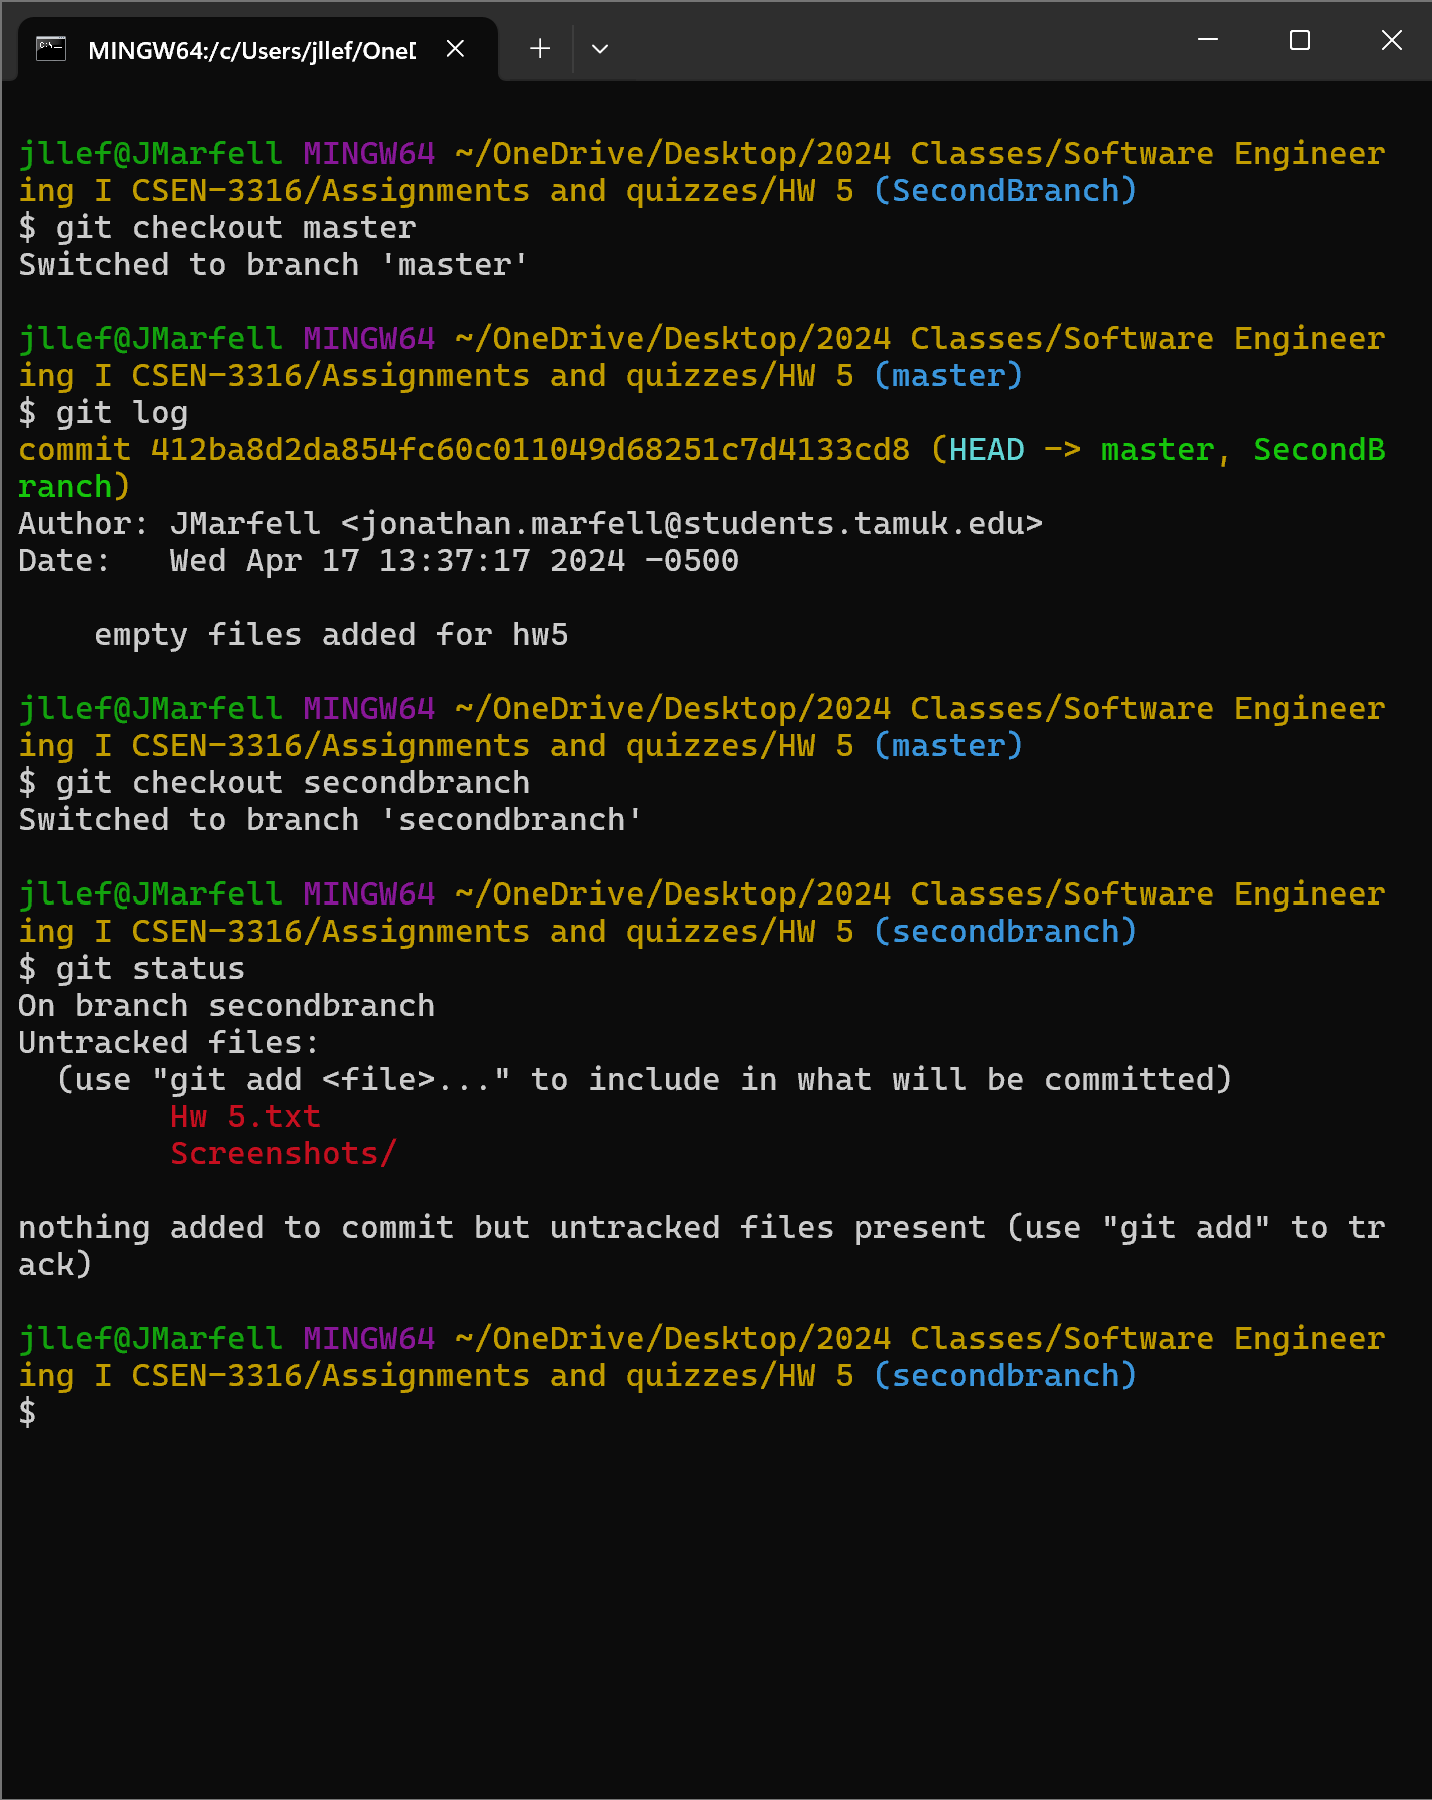 MINGW64:/c/Users/jllef/OneD
jllef@JMarfell MINGW64 ~/OneDrive/Desktop/2024 Classes/Software Engineer
ing I CSEN-3316/Assignments and quizzes/HW 5 (SecondBranch)
$ git checkout master
Switched to branch 'master'
jllef@JMarfell MINGW64 ~/OneDrive/Desktop/2024 Classes/Software Engineer
ing I CSEN-3316/Assignments and quizzes/HW 5 (master)
$ git log
commit 412ba8d2da854fc60c011049d68251c7d4133cd8 (HEAD -> master, SecondB
ranch)
Author: JMarfell <jonathan.marfell@students.tamuk.edu>
Date:   Wed Apr 17 13:37:17 2024 -0500
    empty files added for hw5
jllef@JMarfell MINGW64 ~/OneDrive/Desktop/2024 Classes/Software Engineer
ing I CSEN-3316/Assignments and quizzes/HW 5 (master)
$ git checkout secondbranch
Switched to branch 'secondbranch'
jllef@JMarfell MINGW64 ~/OneDrive/Desktop/2024 Classes/Software Engineer
ing I CSEN-3316/Assignments and quizzes/HW 5 (secondbranch)
$ git status
On branch secondbranch
Untracked files:
  (use "git add <file>..." to include in what will be committed)
        Hw 5.txt
        Screenshots/
nothing added to commit but untracked files present (use "git add" to tr
ack)
jllef@JMarfell MINGW64 ~/OneDrive/Desktop/2024 Classes/Software Engineer
ing I CSEN-3316/Assignments and quizzes/HW 5 (secondbranch)
$